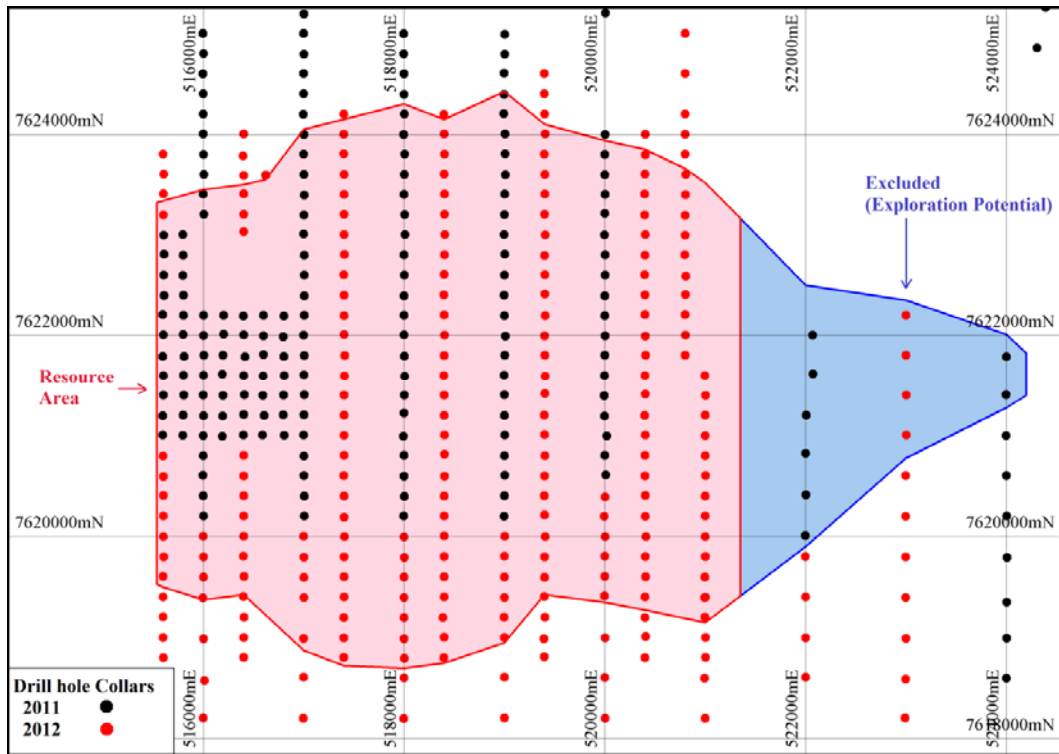 516000mE
518000mE
520000mE
522000mE
524000mE
7624000mN
7624000mN
Excluded
(Exploration Potential)
7622000mN
7622000mN
Resource
Area
7620000mN
7620000mN
Drill hole Collars
2011
2012
516000mE
518000mE
520000mE
522000mE
524000mE
7618000mN